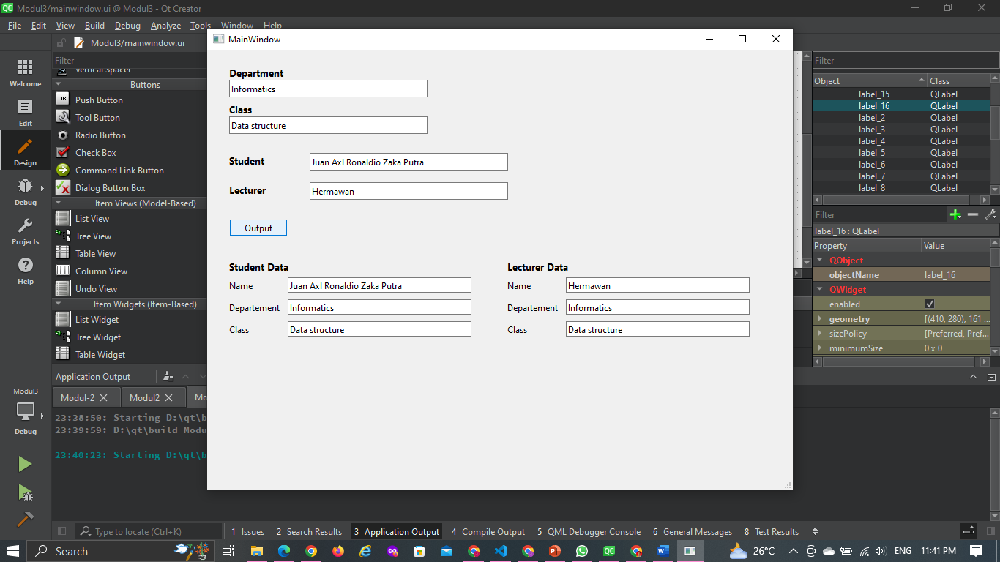 Modul3/mainwindow.ui @ Modul3 - Qt Creator
File Edit View Build Debug Analyze Tools Window Help
Modul3/mainwindow.ui
MainWindow
Welcome
Edit
Design
Debug
Projects
Help
Modul3
Debug
Filter
Vertical Spacer
Buttons
Push Button
Tool Button
Radio Button
Check Box
Command Link Button
Dialog Button Box
Item Views (Model-Based)
List View
Tree View
Table View
Column View
Undo View
Item Widgets (Item-Based)
List Widget
Tree Widget
Table Widget
Department
Informatics
Class
Data structure
Student Juan Axl Ronaldio Zaka Putra
Lecturer Hermawan
Output
Student Data Lecturer Data
Name Juan Axl Ronaldio Zaka Putra Name Hermawan
Departement Informatics Departement Informatics
Class Data structure Class Data structure
Filter
Object Class
label_15 QLabel
label_16 QLabel
label_2 QLabel
label_3 QLabel
label_4 QLabel
label_5 QLabel
label_6 QLabel
label_7 QLabel
label_8 QLabel
Filter
label_16 : QLabel
Property Value
QObject
objectName label_16
QWidget
enabled
geometry [(410, 280), 161 ...
sizePolicy [Preferred, Pref...
minimumSize 0 x 0
Application Output
Modul-2 Modul2 Mo
23:38:50: Starting D:\qt\b
23:39:59: D:\qt\build-Modu
23:40:23: Starting D:\qt\b
Type to locate (Ctrl+K) 1 Issues 2 Search Results 3 Application Output 4 Compile Output 5 QML Debugger Console 6 General Messages 8 Test Results
Search 26°C ENG 11:41 PM